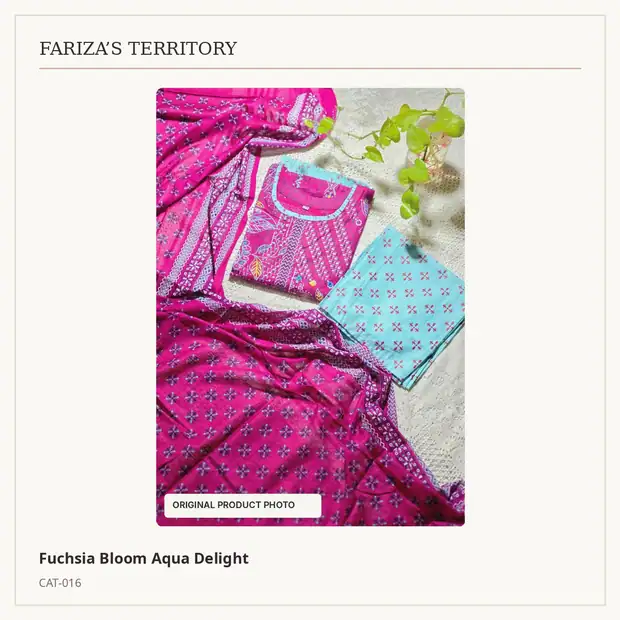 FARIZA’S TERRITORY
ORIGINAL PRODUCT PHOTO
Fuchsia Bloom Aqua Delight
CAT-016